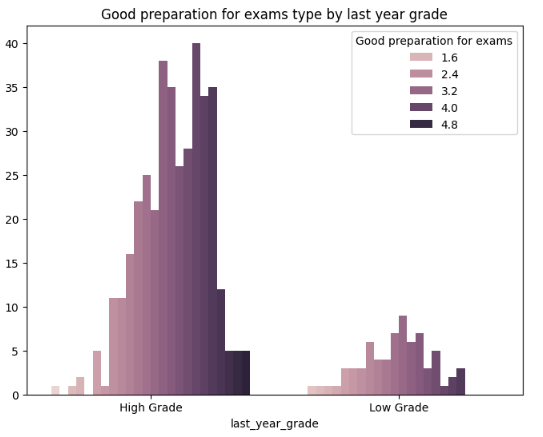 Good preparation for exams type by last year grade
Good preparation for exams
1.6
2.4
3.2
4.0
4.8
40
35
30
25
20
15
10
5
0
High Grade
Low Grade
last_year_grade